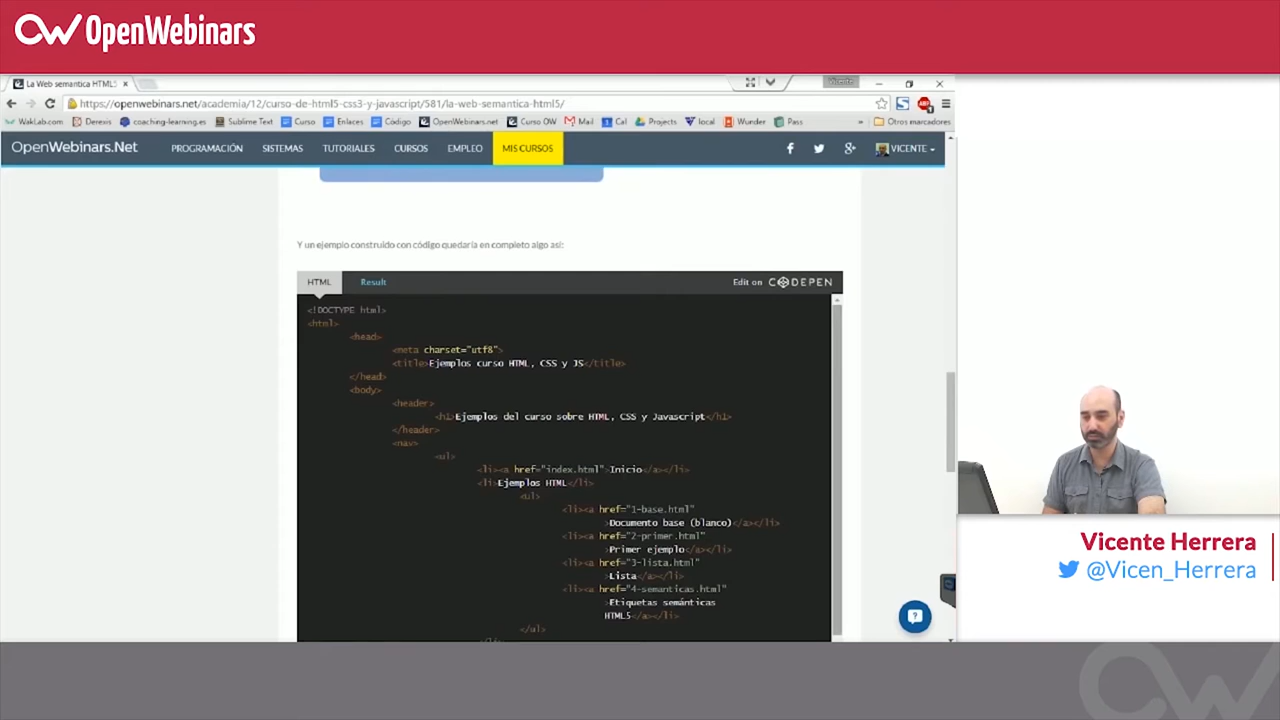 OpenWebinars
La Web semantica HTML5
Vicente
https://openwebinars.net/academia/12/curso-de-html5-css3-y-javascript/581/la-web-semantica-html5/
WakLab.com Derexis coaching-learning.es Sublime Text Curso Enlaces Código OpenWebinars.net Curso OW Mail Cal Projects local Wunder Pass » Otros marcadores
OpenWebinars.Net PROGRAMACIÓN SISTEMAS TUTORIALES CURSOS EMPLEO MIS CURSOS VICENTE
Y un ejemplo construido con código quedaría en completo algo así:
HTML Result Edit on CODEPEN
<!DOCTYPE html>
<html>
<head>
<meta charset="utf8">
<title>Ejemplos curso HTML, CSS y JS</title>
</head>
<body>
<header>
<h1>Ejemplos del curso sobre HTML, CSS y Javascript</h1>
</header>
<nav>
<ul>
<li><a href="index.html">Inicio</a></li>
<li>Ejemplos HTML</li>
<ul>
<li><a href="1-base.html"
>Documento base (blanco)</a></li>
<li><a href="2-primer.html"
>Primer ejemplo</a></li>
<li><a href="3-lista.html"
>Lista</a></li>
<li><a href="4-semanticas.html"
>Etiquetas semánticas
HTML5</a></li>
</ul>
Vicente Herrera
@Vicen_Herrera